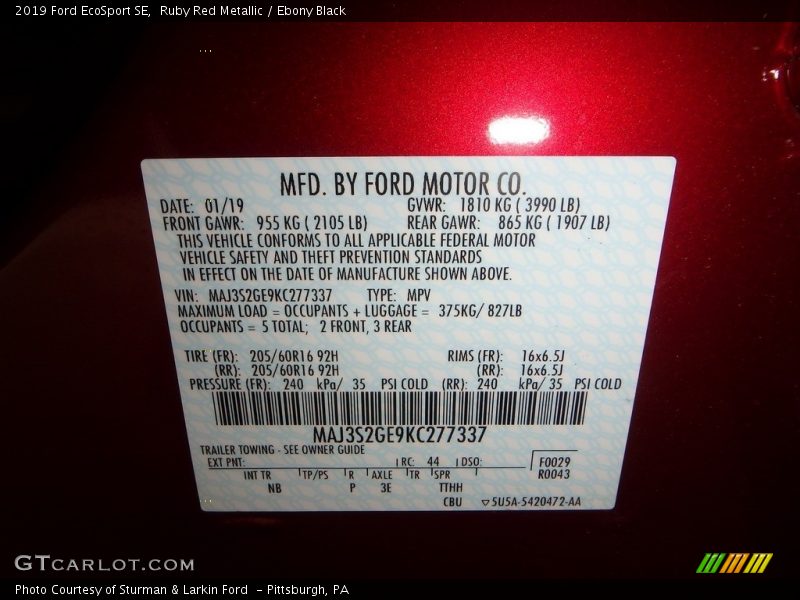 2019 Ford EcoSport SE, Ruby Red Metallic / Ebony Black
MFD. BY FORD MOTOR CO.
DATE: 01/19 GVWR: 1810 KG ( 3990 LB)
FRONT GAWR: 955 KG ( 2105 LB) REAR GAWR: 865 KG ( 1907 LB)
THIS VEHICLE CONFORMS TO ALL APPLICABLE FEDERAL MOTOR
VEHICLE SAFETY AND THEFT PREVENTION STANDARDS
IN EFFECT ON THE DATE OF MANUFACTURE SHOWN ABOVE.
VIN: MAJ3S2GE9KC277337 TYPE: MPV
MAXIMUM LOAD = OCCUPANTS + LUGGAGE = 375KG/ 827LB
OCCUPANTS = 5 TOTAL; 2 FRONT, 3 REAR
TIRE (FR): 205/60R16 92H RIMS (FR): 16x6.5J
(RR): 205/60R16 92H (RR): 16x6.5J
PRESSURE (FR): 240 kPa/ 35 PSI COLD (RR): 240 kPa/ 35 PSI COLD
MAJ3S2GE9KC277337
TRAILER TOWING - SEE OWNER GUIDE
EXT PNT: RC: 44 DSO: F0029
INT TR TP/PS R AXLE TR SPR R0043
NB P 3E TTHH
CBU 5U5A-5420472-AA
GTCARLOT.COM
Photo Courtesy of Sturman & Larkin Ford - Pittsburgh, PA